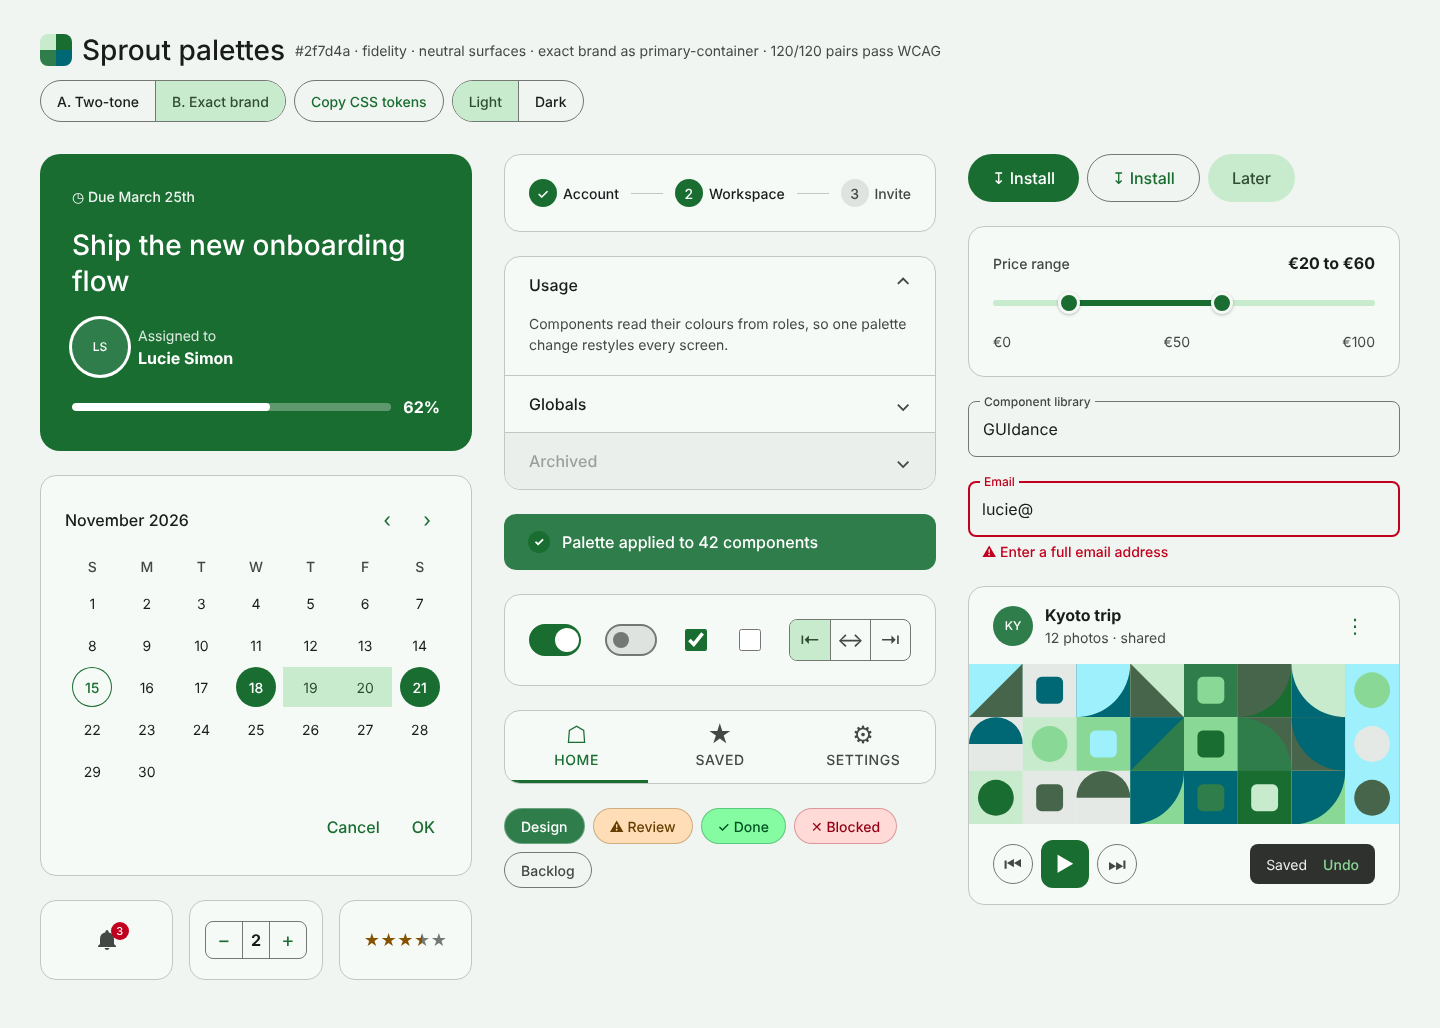 Sprout palettes
#2f7d4a · fidelity · neutral surfaces · exact brand as primary-container · 120/120 pairs pass WCAG
A. Two-tone
B. Exact brand
Copy CSS tokens
Light
Dark
Due March 25th
Ship the new onboarding
flow
LS
Assigned to
Lucie Simon
62%
November 2026
S M T W T F S
1 2 3 4 5 6 7
8 9 10 11 12 13 14
15 16 17 18 19 20 21
22 23 24 25 26 27 28
29 30
Cancel
OK
3
− 2 +
Account
2 Workspace
3 Invite
Usage
Components read their colours from roles, so one palette
change restyles every screen.
Globals
Archived
Palette applied to 42 components
HOME
SAVED
SETTINGS
Design
Review
Done
Blocked
Backlog
Install
Install
Later
Price range
€20 to €60
€0
€50
€100
Component library
GUIdance
Email
lucie@
Enter a full email address
KY
Kyoto trip
12 photos · shared
Saved
Undo